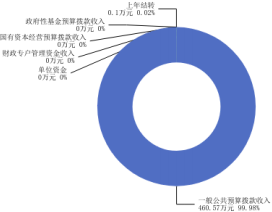 上年结转
0.1万元 0.02%
政府性基金预算拨款收入
0万元 0%
国有资本经营预算拨款收入
0万元 0%
财政专户管理资金收入
0万元 0%
单位资金
0万元 0%
一般公共预算拨款收入
460.57万元 99.98%